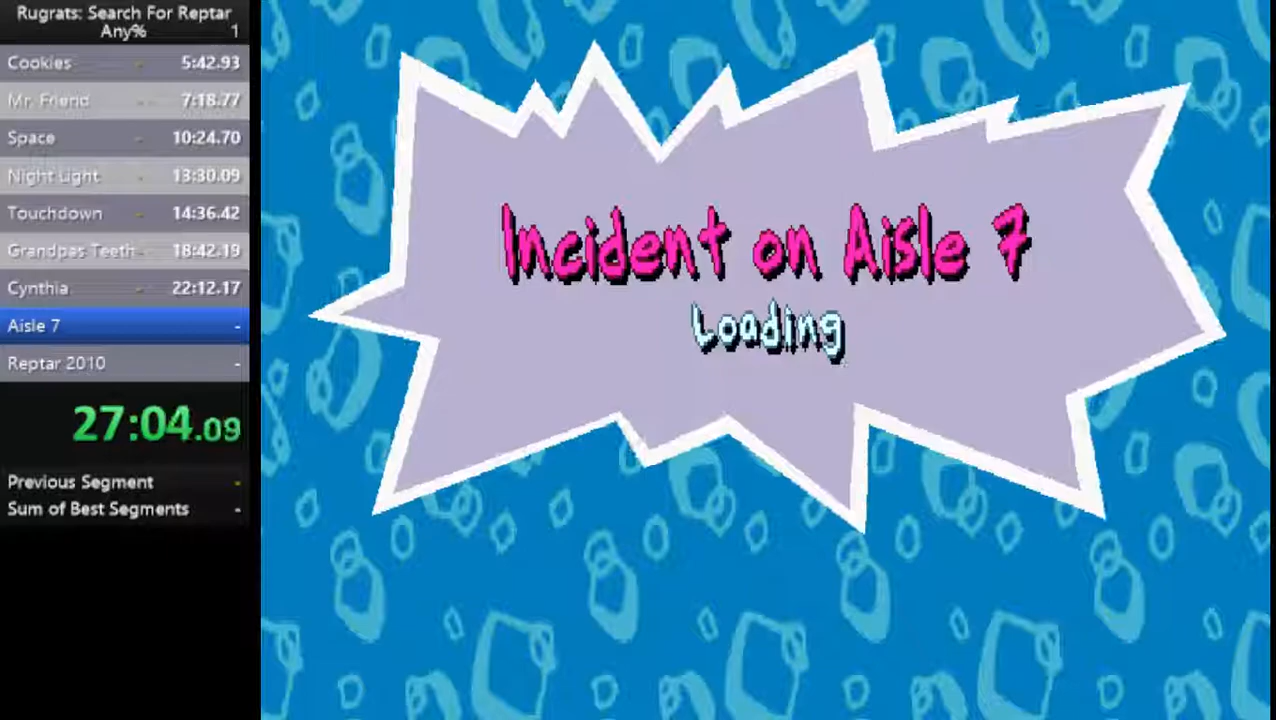 Rugrats: Search For Reptar
Any% 1
Cookies - 5:42.93
Mr. Friend - 7:18.77
Space - 10:24.70
Night Light - 13:30.09
Touchdown - 14:36.42
Grandpas Teeth - 18:42.19
Cynthia - 22:12.17
Aisle 7 -
Reptar 2010 -
27:04.09
Previous Segment -
Sum of Best Segments -
Incident on Aisle 7
Loading